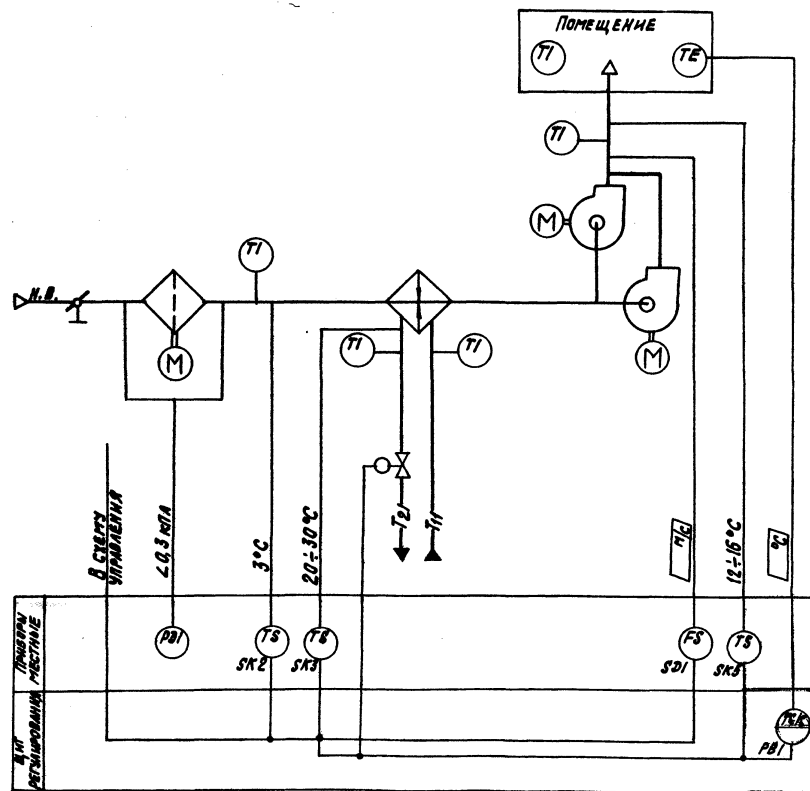 ПОМЕЩЕНИЕ
TI
TE
TI
M
TI
Н.В.
M
M
TI
TI
В СХЕМУ
УПРАВЛЕНИЯ
<0,3 кПА
3°C
20÷30°C
T21
T11
М/С
12÷16°C
°C
ПРИБОРЫ
МЕСТНЫЕ
PDI
TS
SK2
TS
SK3
FS
SD1
TS
SK5
ЩИТ
РЕГУЛИРОВАНИЯ
PB1